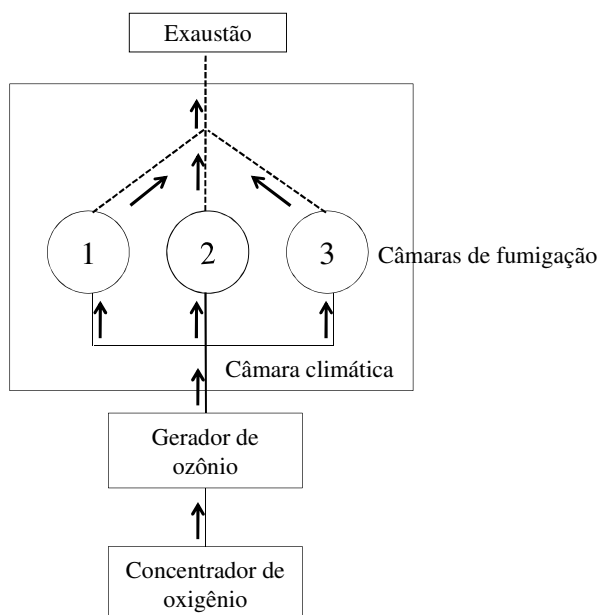 Exaustão
1
2
3
Câmaras de fumigação
Câmara climática
Gerador de
ozônio
Concentrador de
oxigênio